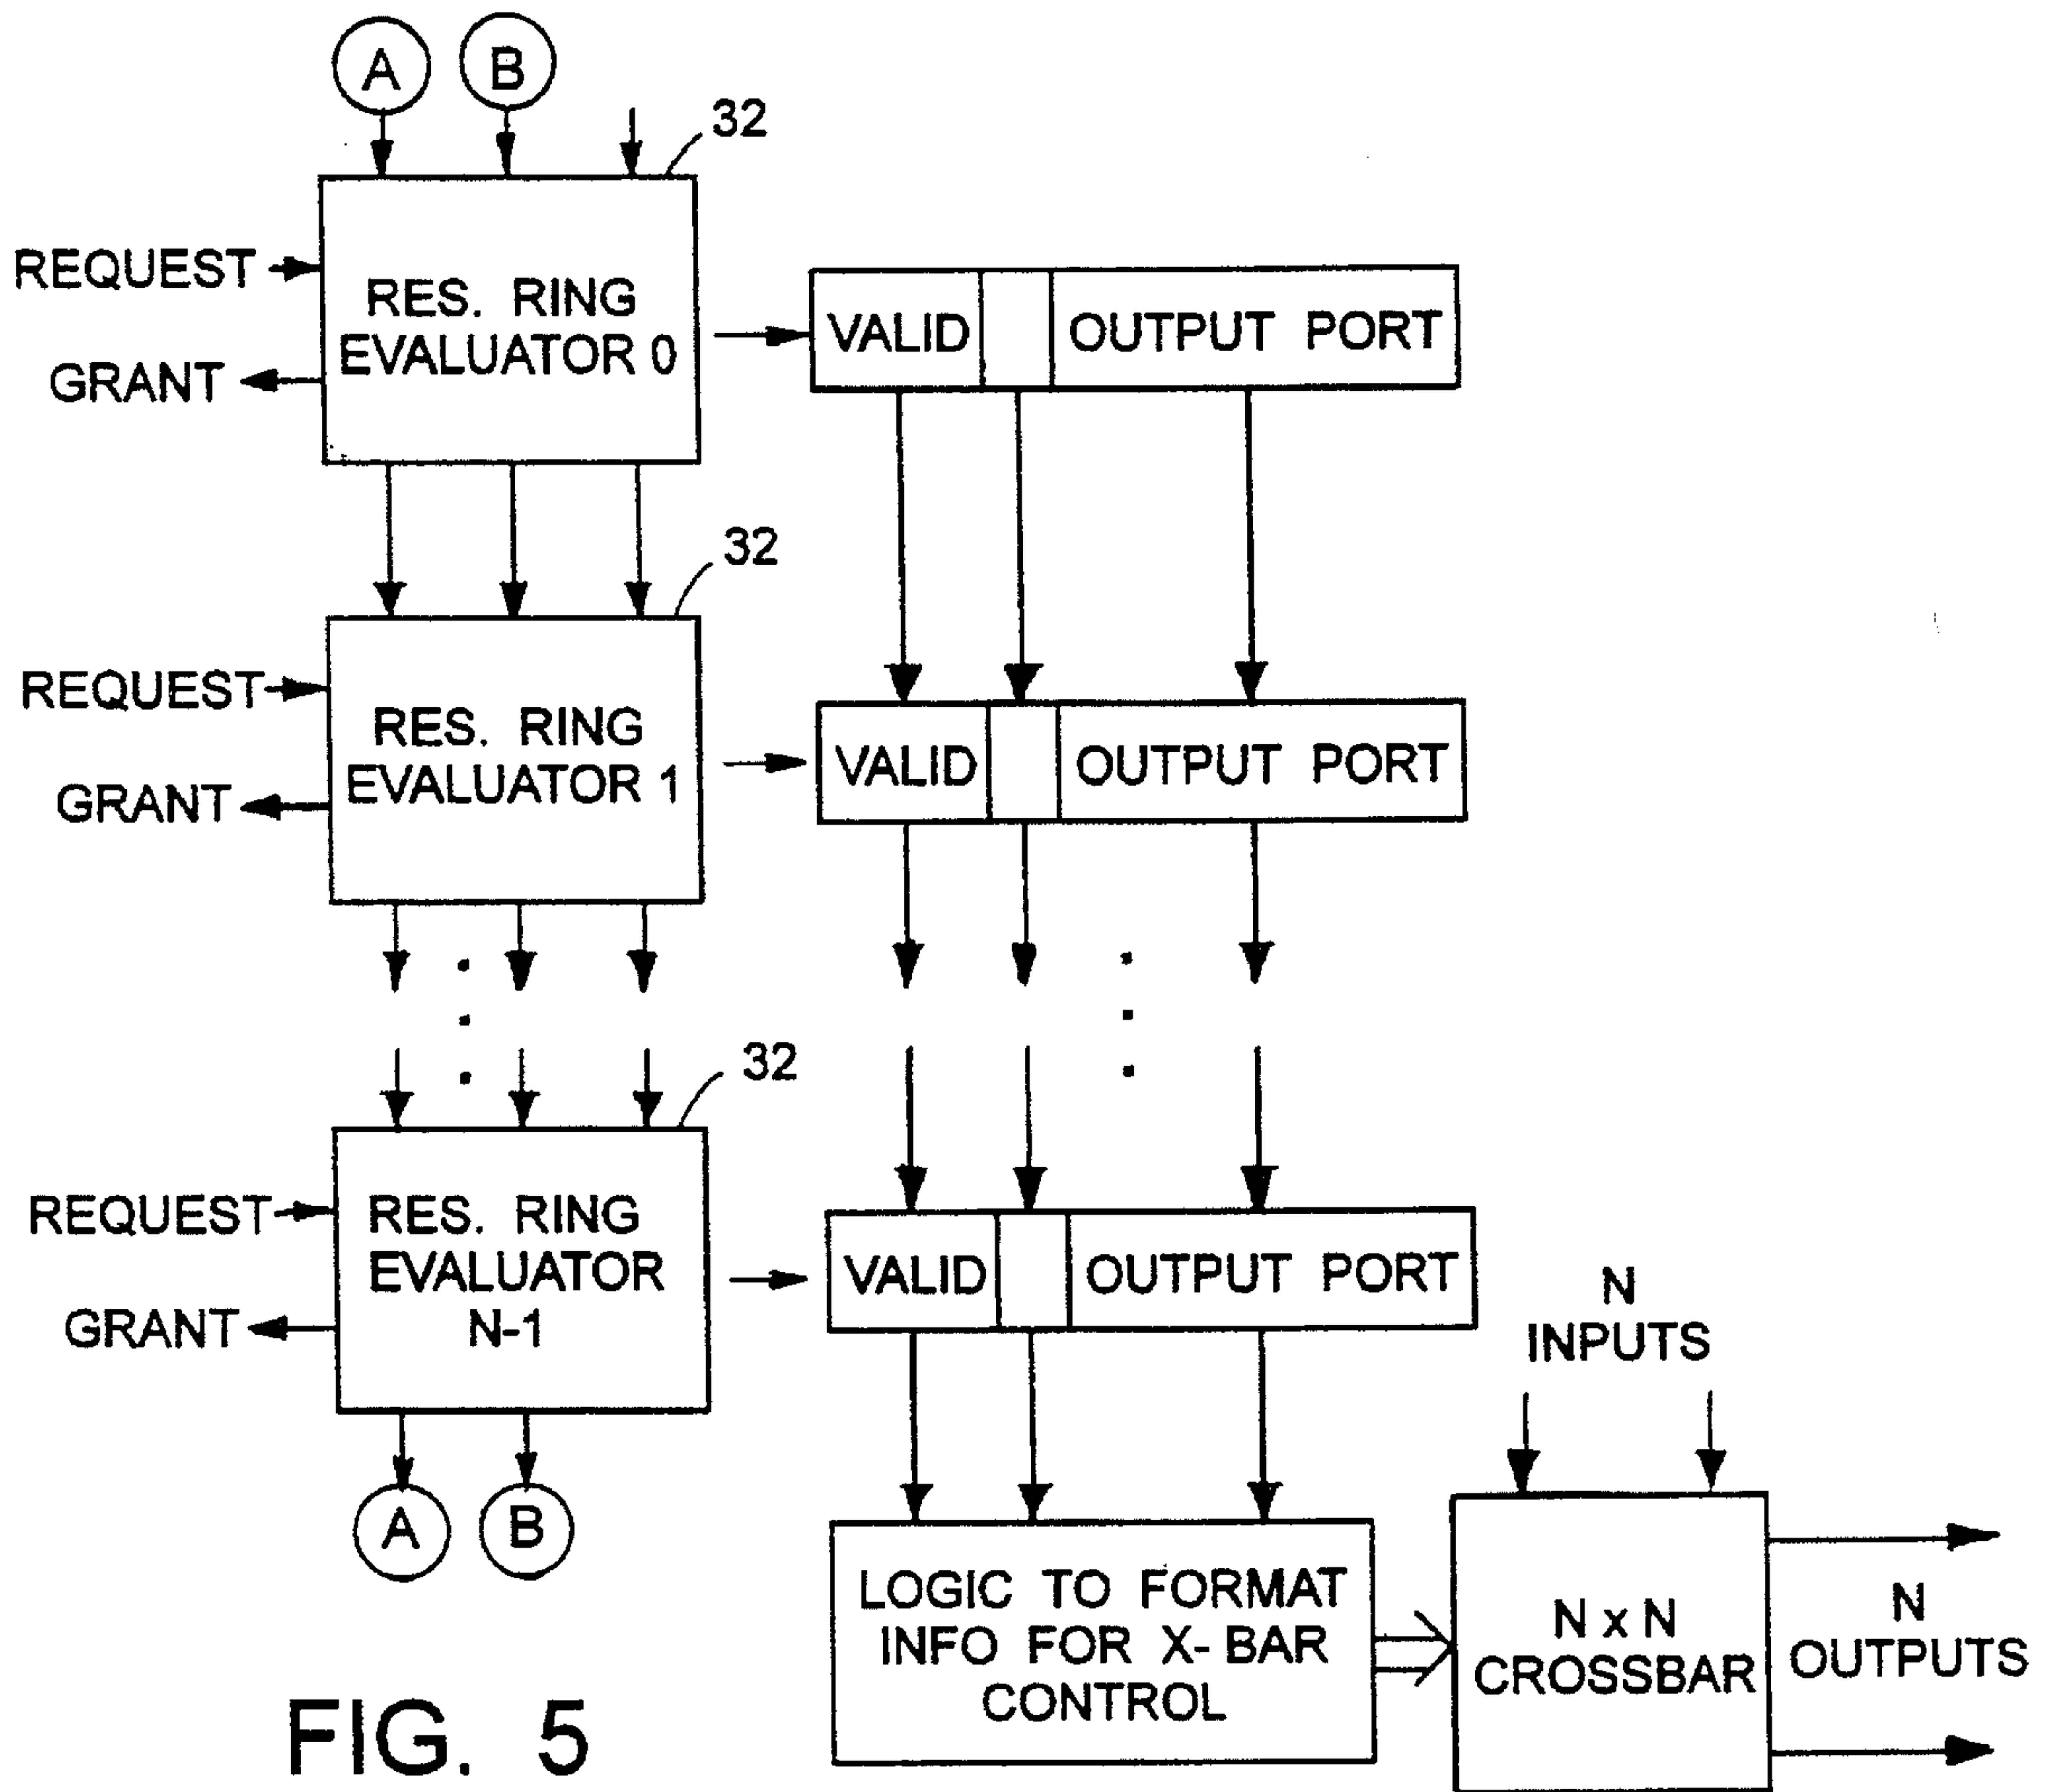 A B
32
REQUEST
RES. RING
EVALUATOR 0
GRANT
VALID OUTPUT PORT
32
REQUEST
RES. RING
EVALUATOR 1
GRANT
VALID OUTPUT PORT
32
REQUEST
RES. RING
EVALUATOR
N-1
GRANT
VALID OUTPUT PORT
N
INPUTS
A B
LOGIC TO FORMAT
INFO FOR X-BAR
CONTROL
N x N
CROSSBAR
N
OUTPUTS
FIG. 5